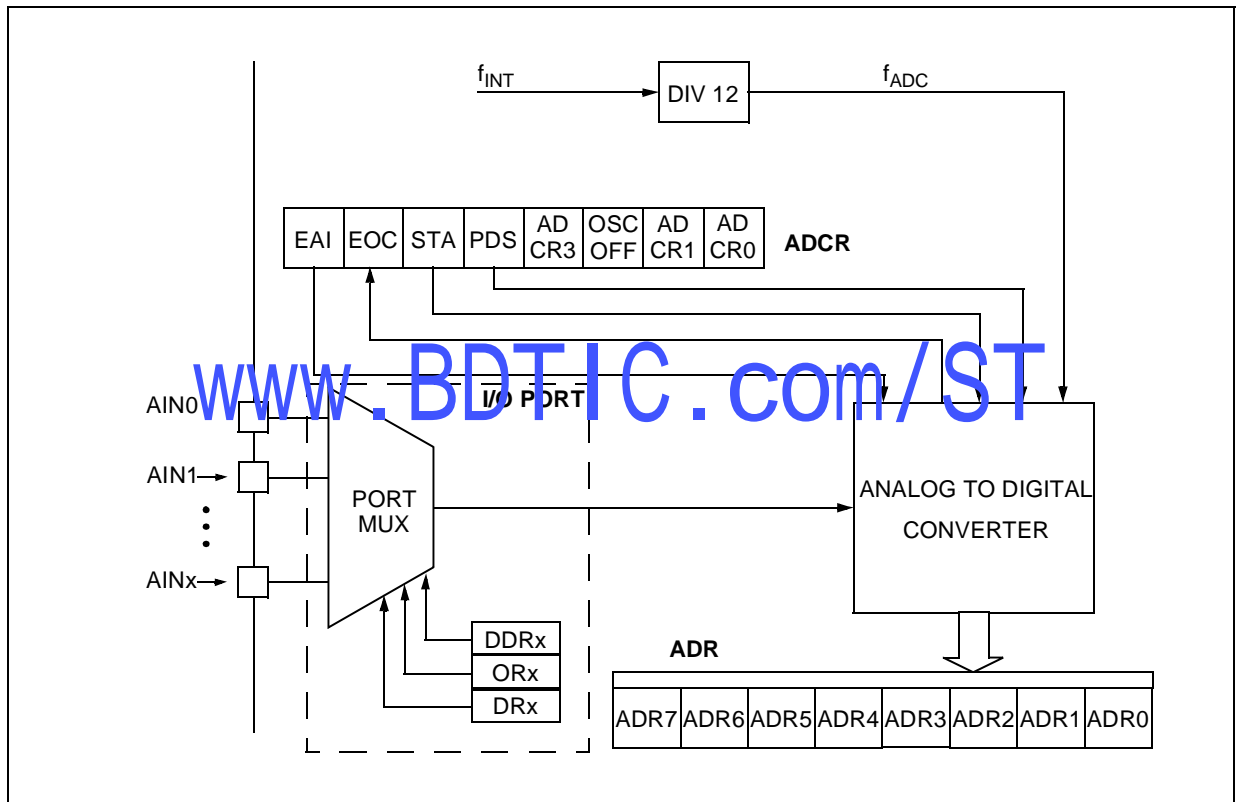 fINT
DIV 12
fADC
EAI EOC STA PDS AD CR3 OSC OFF AD CR1 AD CR0
ADCR
www.BDTIC.com/ST
I/O PORT
AIN0
AIN1
AINx
PORT
MUX
ANALOG TO DIGITAL
CONVERTER
DDRx
ORx
DRx
ADR
ADR7 ADR6 ADR5 ADR4 ADR3 ADR2 ADR1 ADR0